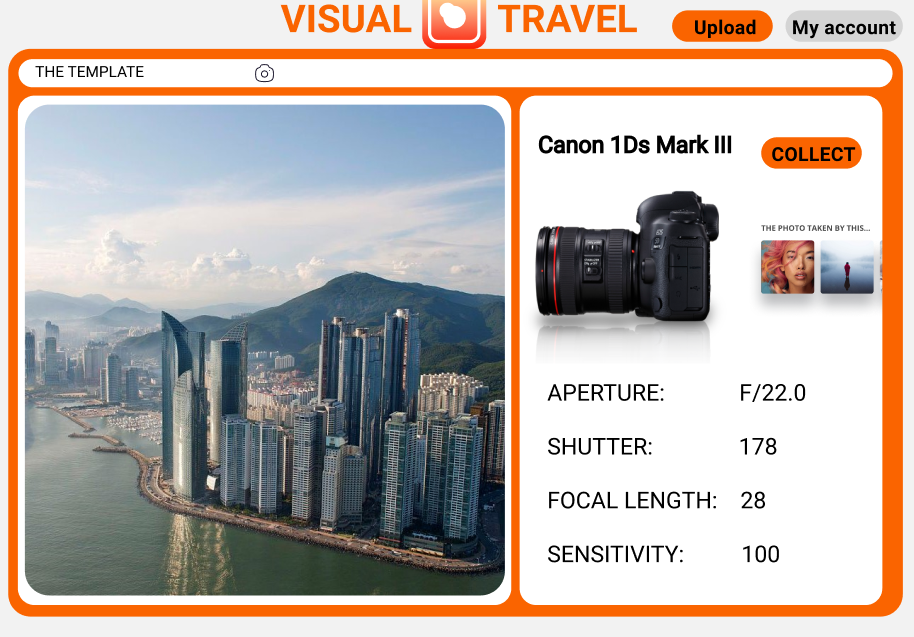 VISUAL TRAVEL
Upload
My account
THE TEMPLATE
Canon 1Ds Mark III
COLLECT
THE PHOTO TAKEN BY THIS...
APERTURE: F/22.0
SHUTTER: 178
FOCAL LENGTH: 28
SENSITIVITY: 100